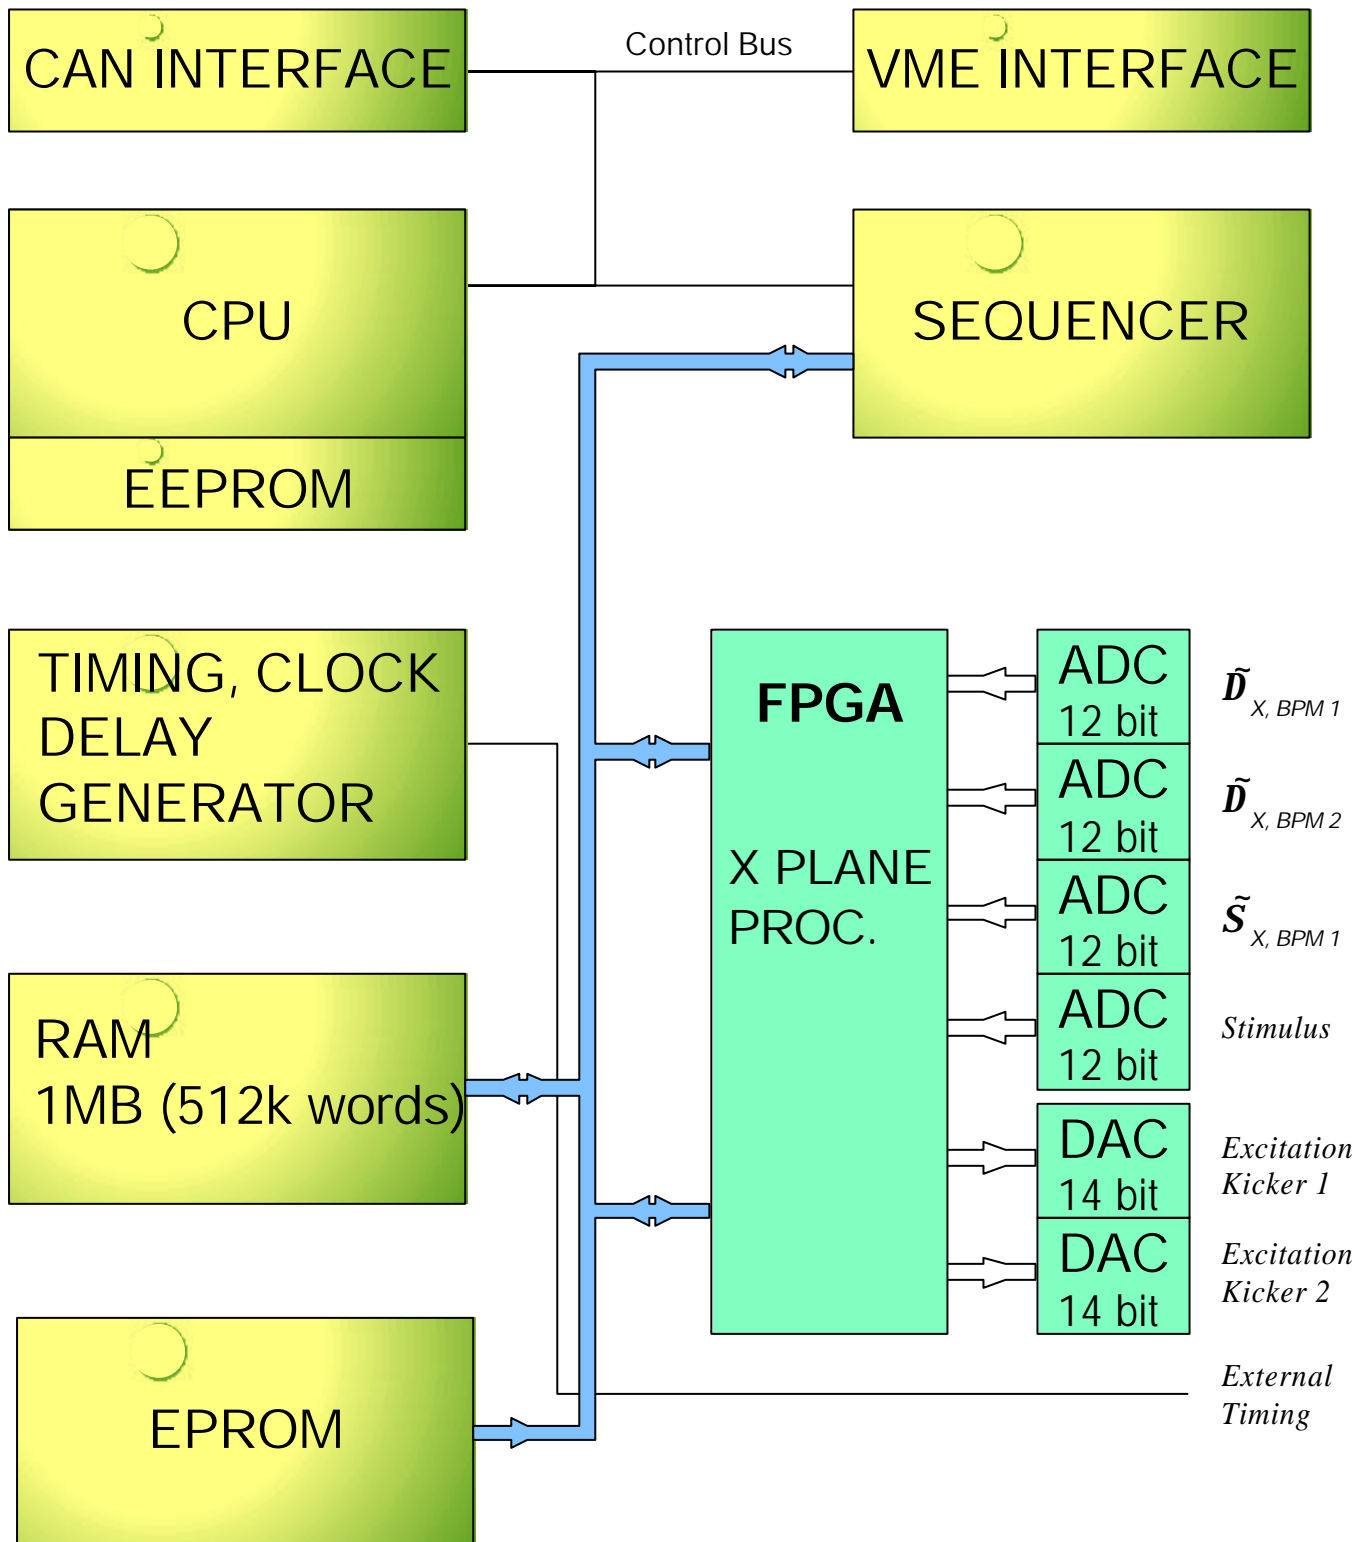 CAN INTERFACE
Control Bus
VME INTERFACE
CPU
SEQUENCER
EEPROM
TIMING, CLOCK
DELAY
GENERATOR
FPGA
X PLANE
PROC.
ADC
12 bit
D̃ X, BPM 1
ADC
12 bit
D̃ X, BPM 2
ADC
12 bit
S̃ X, BPM 1
ADC
12 bit
Stimulus
RAM
1MB (512k words)
DAC
14 bit
Excitation
Kicker 1
DAC
14 bit
Excitation
Kicker 2
External
Timing
EPROM